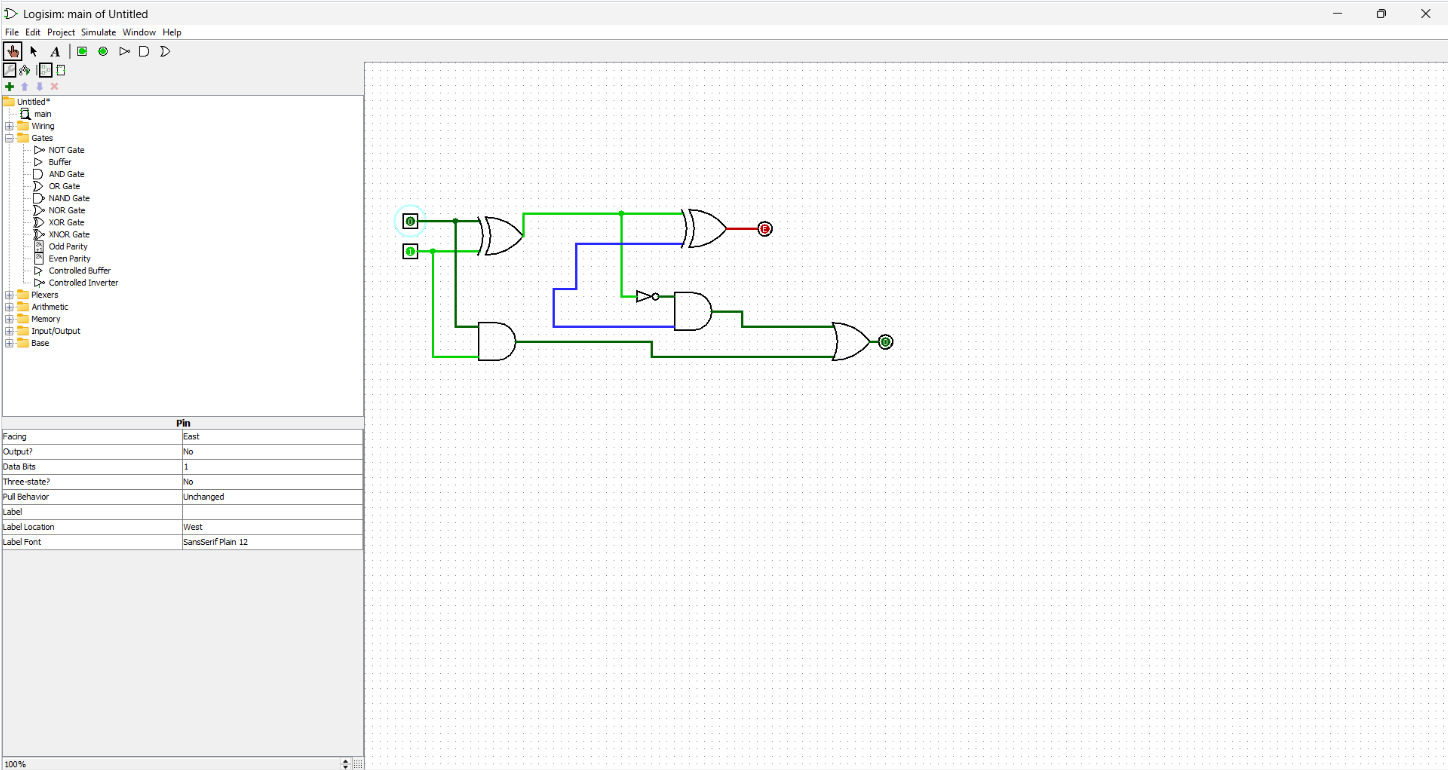 Logisim: main of Untitled
File Edit Project Simulate Window Help
A
Untitled*
main
Wiring
Gates
NOT Gate
Buffer
AND Gate
OR Gate
NAND Gate
NOR Gate
XOR Gate
XNOR Gate
Odd Parity
Even Parity
Controlled Buffer
Controlled Inverter
Plexers
Arithmetic
Memory
Input/Output
Base
Pin
Facing East
Output? No
Data Bits 1
Three-state? No
Pull Behavior Unchanged
Label
Label Location West
Label Font SansSerif Plain 12
100%
0
1
E
0